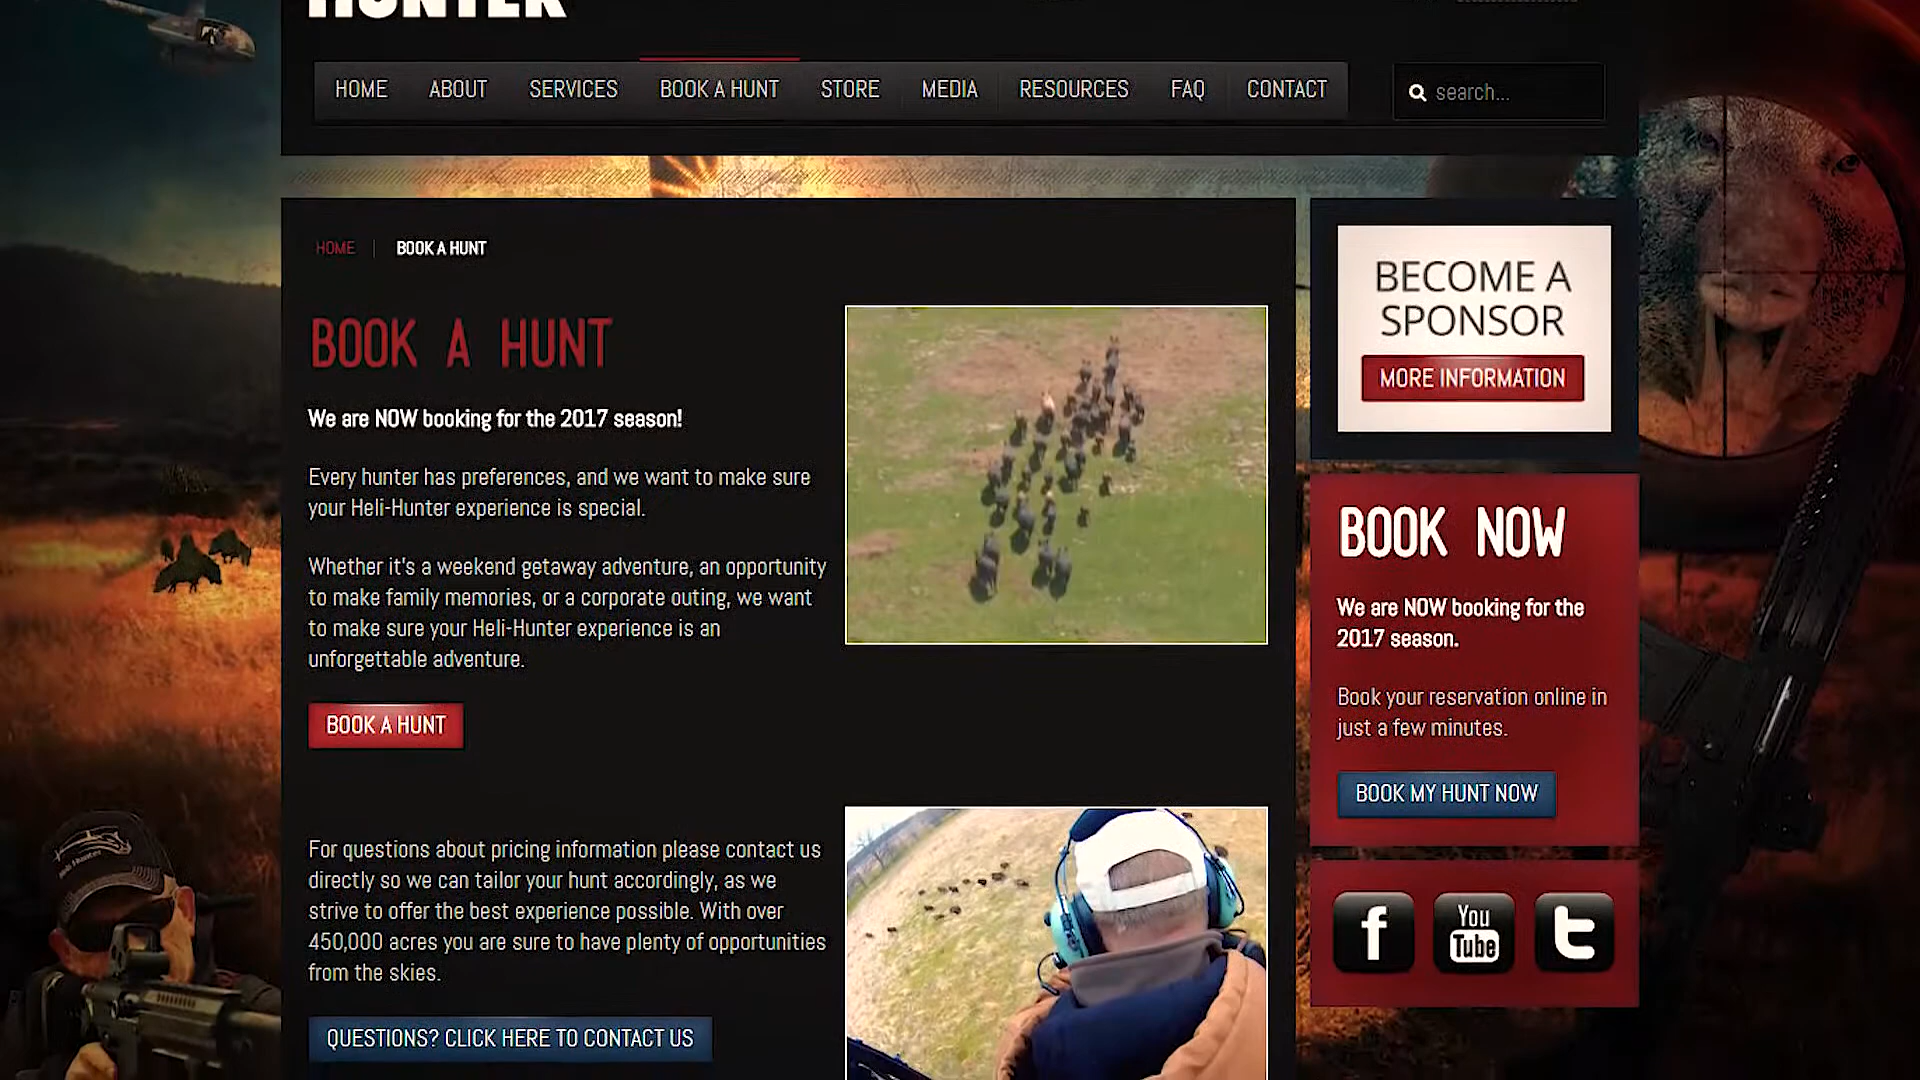 HUNTER
HOME ABOUT SERVICES BOOK A HUNT STORE MEDIA RESOURCES FAQ CONTACT
search...
HOME BOOK A HUNT
BOOK A HUNT
We are NOW booking for the 2017 season!
Every hunter has preferences, and we want to make sure
your Heli-Hunter experience is special.
Whether it's a weekend getaway adventure, an opportunity
to make family memories, or a corporate outing, we want
to make sure your Heli-Hunter experience is an
unforgettable adventure.
BOOK A HUNT
For questions about pricing information please contact us
directly so we can tailor your hunt accordingly, as we
strive to offer the best experience possible. With over
450,000 acres you are sure to have plenty of opportunities
from the skies.
QUESTIONS? CLICK HERE TO CONTACT US
BECOME A
SPONSOR
MORE INFORMATION
BOOK NOW
We are NOW booking for the
2017 season.
Book your reservation online in
just a few minutes.
BOOK MY HUNT NOW
f
You
Tube
t